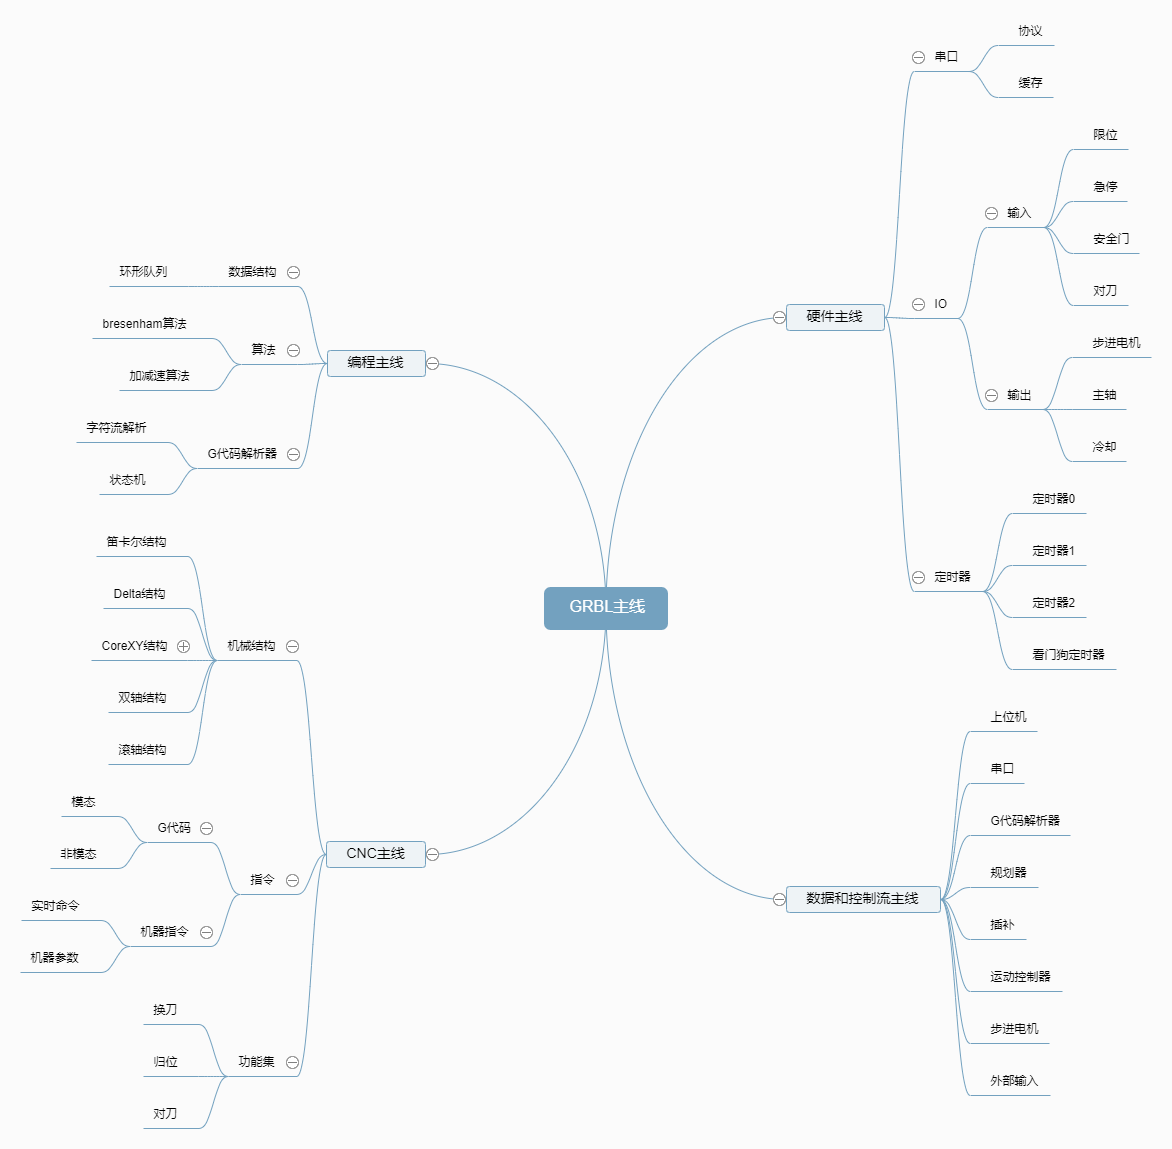 GRBL主线
硬件主线
串口
协议
缓存
IO
输入
限位
急停
安全门
对刀
输出
步进电机
主轴
冷却
定时器
定时器0
定时器1
定时器2
看门狗定时器
数据和控制流主线
上位机
串口
G代码解析器
规划器
插补
运动控制器
步进电机
外部输入
编程主线
数据结构
环形队列
算法
bresenham算法
加减速算法
G代码解析器
字符流解析
状态机
CNC主线
机械结构
笛卡尔结构
Delta结构
CoreXY结构
双轴结构
滚轴结构
指令
G代码
模态
非模态
机器指令
实时命令
机器参数
功能集
换刀
归位
对刀